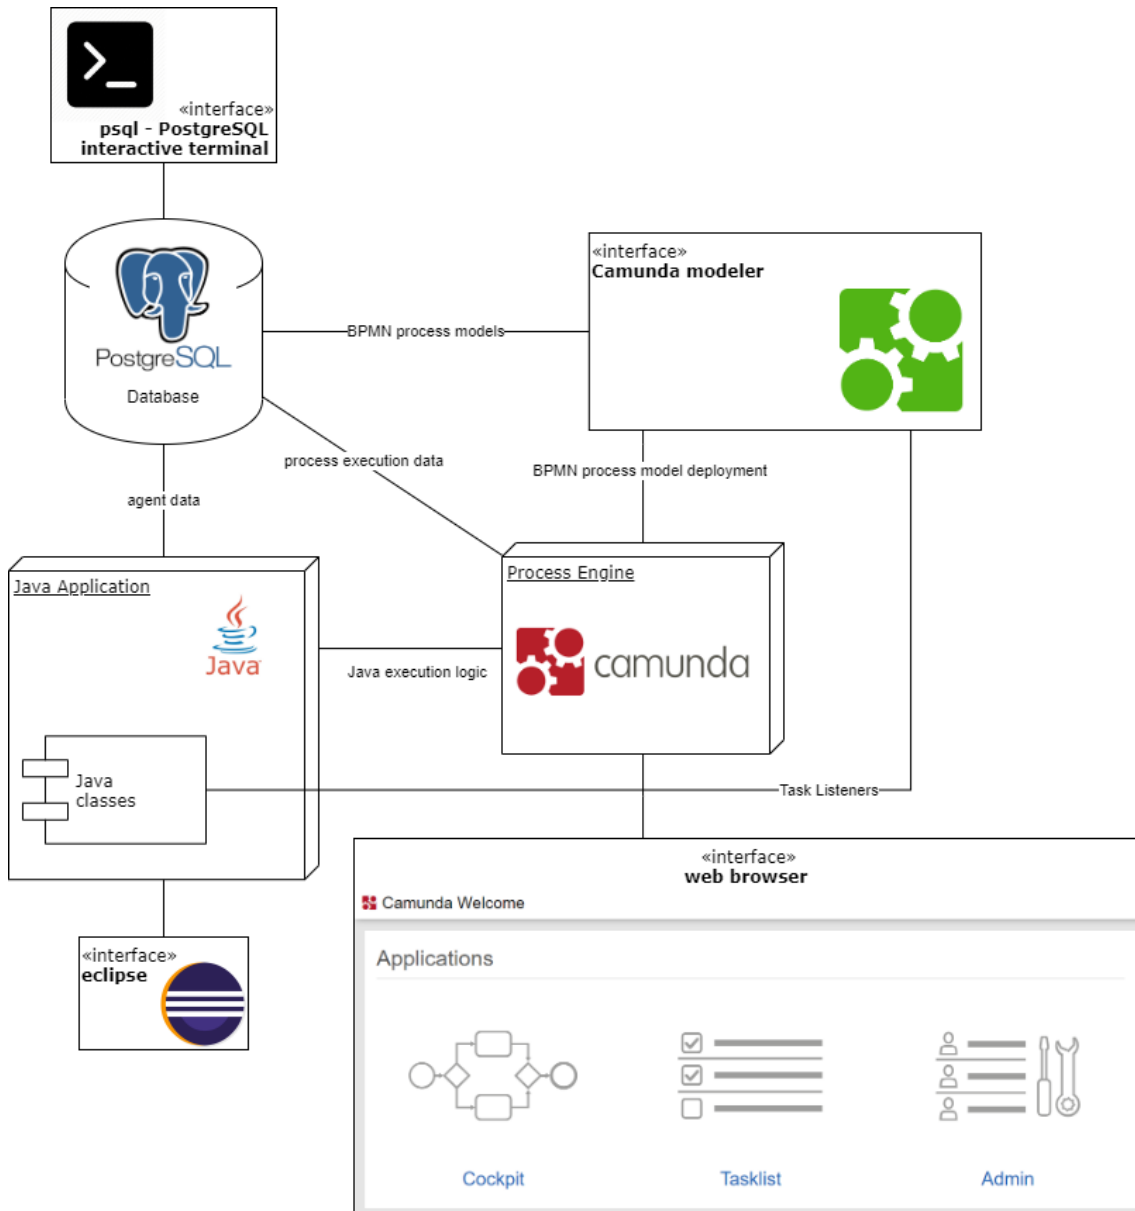 «interface»
psql - PostgreSQL
interactive terminal
PostgreSQL
Database
«interface»
Camunda modeler
BPMN process models
process execution data
BPMN process model deployment
agent data
Java Application
Java
Process Engine
camunda
Java execution logic
Java
classes
Task Listeners
«interface»
eclipse
«interface»
web browser
Camunda Welcome
Applications
Cockpit
Tasklist
Admin